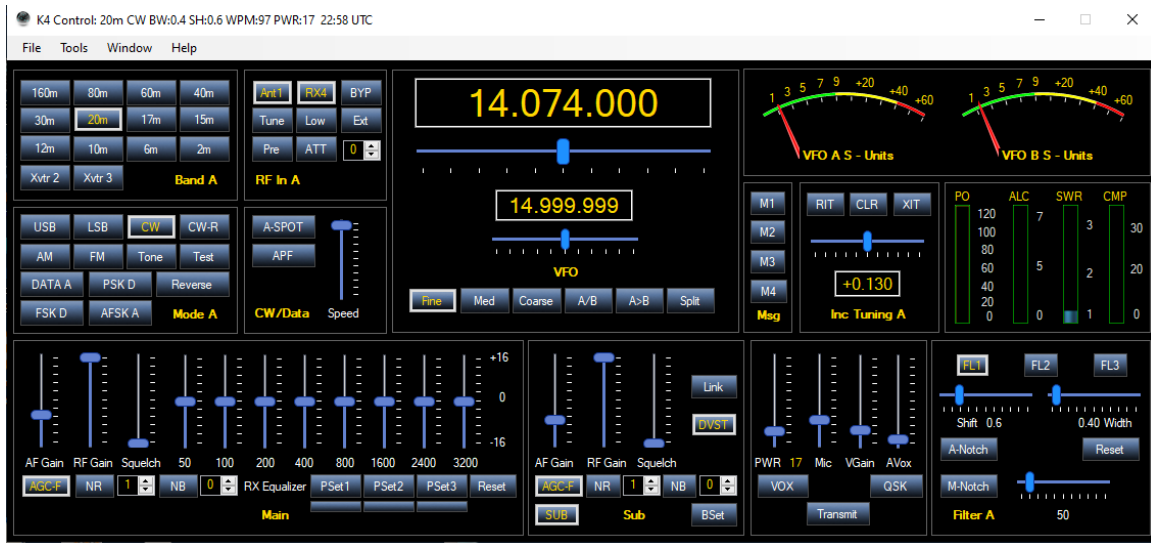 K4 Control: 20m CW BW:0.4 SH:0.6 WPM:97 PWR:17 22:58 UTC
File Tools Window Help
160m 80m 60m 40m
30m 20m 17m 15m
12m 10m 6m 2m
Xvtr 2 Xvtr 3 Band A
Ant1 RX4 BYP
Tune Low Ext
Pre ATT 0
RF In A
14.074.000
14.999.999
VFO
Fine Med Coarse A/B A>B Split
1 3 5 7 9 +20 +40 +60
VFO A S - Units
1 3 5 7 9 +20 +40 +60
VFO B S - Units
USB LSB CW CW-R
AM FM Tone Test
DATA A PSK D Reverse
FSK D AFSK A Mode A
A-SPOT
APF
CW/Data Speed
M1
M2
M3
M4
Msg
RIT CLR XIT
+0.130
Inc Tuning A
PO ALC SWR CMP
120 7 3 30
100
80
60 5 2 20
40
20
0 0 1 0
+16
0
-16
AF Gain RF Gain Squelch 50 100 200 400 800 1600 2400 3200
AGC-F NR 1 NB 0 RX Equalizer PSet1 PSet2 PSet3 Reset
Main
Link
DVST
AF Gain RF Gain Squelch
AGC-F NR 1 NB 0
SUB Sub BSet
PWR 17 Mic VGain AVox
VOX QSK
Transmit
FL1 FL2 FL3
Shift 0.6 0.40 Width
A-Notch Reset
M-Notch
Filter A 50